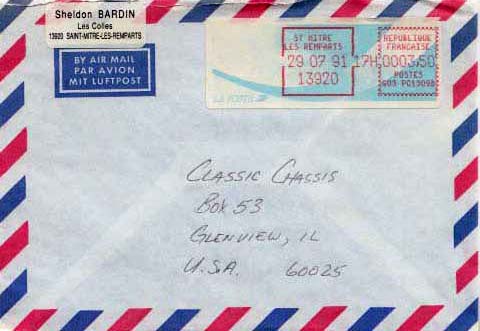 Sheldon BARDIN
Les Colles
13920 SAINT-MITRE-LES-REMPARTS
BY AIR MAIL
PAR AVION
MIT LUFTPOST
ST MITRE
LES REMPARTS
29 07 91 17H
13920
REPUBLIQUE
FRANCAISE
0003,50
POSTES
LA POSTE
CLASSIC CHASSIS
BOX 53
GLENVIEW, IL
U.S.A. 60025